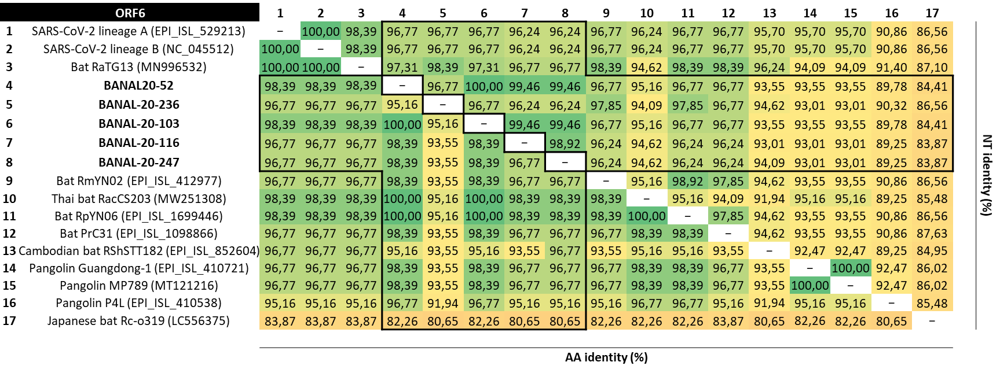 ORF6 1 2 3 4 5 6 7 8 9 10 11 12 13 14 15 16 17
1 SARS-CoV-2 lineage A (EPI_ISL_529213) – 100,00 98,39 96,77 96,77 96,77 96,24 96,24 96,77 96,24 96,77 96,77 95,70 95,70 95,70 90,86 86,56
2 SARS-CoV-2 lineage B (NC_045512) 100,00 – 98,39 96,77 96,77 96,77 96,24 96,24 96,77 96,24 96,77 96,77 95,70 95,70 95,70 90,86 86,56
3 Bat RaTG13 (MN996532) 100,00 100,00 – 97,31 98,39 97,31 96,77 96,77 98,39 94,62 98,39 98,39 96,24 94,09 94,09 91,40 87,10
4 BANAL20-52 98,39 98,39 98,39 – 96,77 100,00 99,46 99,46 96,77 95,16 96,77 96,77 93,55 93,55 93,55 89,78 84,41
5 BANAL-20-236 96,77 96,77 96,77 95,16 – 96,77 96,24 96,24 97,85 94,09 97,85 96,77 94,62 93,01 93,01 90,32 86,56
6 BANAL-20-103 98,39 98,39 98,39 100,00 95,16 – 99,46 99,46 96,77 95,16 96,77 96,77 93,55 93,55 93,55 89,78 84,41
7 BANAL-20-116 96,77 96,77 96,77 98,39 93,55 98,39 – 98,92 96,24 94,62 96,24 96,24 93,01 93,01 93,01 89,25 83,87
8 BANAL-20-247 96,77 96,77 96,77 98,39 93,55 98,39 96,77 – 96,24 94,62 96,24 96,24 94,09 93,01 93,01 89,25 83,87
9 Bat RmYN02 (EPI_ISL_412977) 96,77 96,77 96,77 98,39 93,55 98,39 96,77 96,77 – 95,16 98,92 97,85 94,62 93,55 93,55 90,86 86,56
10 Thai bat RacCS203 (MW251308) 98,39 98,39 98,39 100,00 95,16 100,00 98,39 98,39 98,39 – 95,16 94,09 91,94 95,16 95,16 89,25 85,48
11 Bat RpYN06 (EPI_ISL_1699446) 98,39 98,39 98,39 100,00 95,16 100,00 98,39 98,39 98,39 100,00 – 97,85 94,62 93,55 93,55 90,86 86,56
12 Bat PrC31 (EPI_ISL_1098866) 96,77 96,77 96,77 98,39 93,55 98,39 96,77 96,77 96,77 98,39 98,39 – 94,62 93,55 93,55 90,86 87,63
13 Cambodian bat RShSTT182 (EPI_ISL_852604) 96,77 96,77 96,77 95,16 93,55 95,16 93,55 96,77 93,55 95,16 95,16 93,55 – 92,47 92,47 89,25 84,95
14 Pangolin Guangdong-1 (EPI_ISL_410721) 96,77 96,77 96,77 98,39 93,55 98,39 96,77 96,77 96,77 98,39 98,39 96,77 93,55 – 100,00 92,47 86,02
15 Pangolin MP789 (MT121216) 96,77 96,77 96,77 98,39 93,55 98,39 96,77 96,77 96,77 98,39 98,39 96,77 93,55 100,00 – 92,47 86,02
16 Pangolin P4L (EPI_ISL_410538) 95,16 95,16 95,16 96,77 91,94 96,77 95,16 95,16 95,16 96,77 96,77 95,16 91,94 95,16 95,16 – 85,48
17 Japanese bat Rc-o319 (LC556375) 83,87 83,87 83,87 82,26 80,65 82,26 80,65 80,65 82,26 82,26 82,26 83,87 80,65 82,26 82,26 80,65 –
NT identity (%)
AA identity (%)